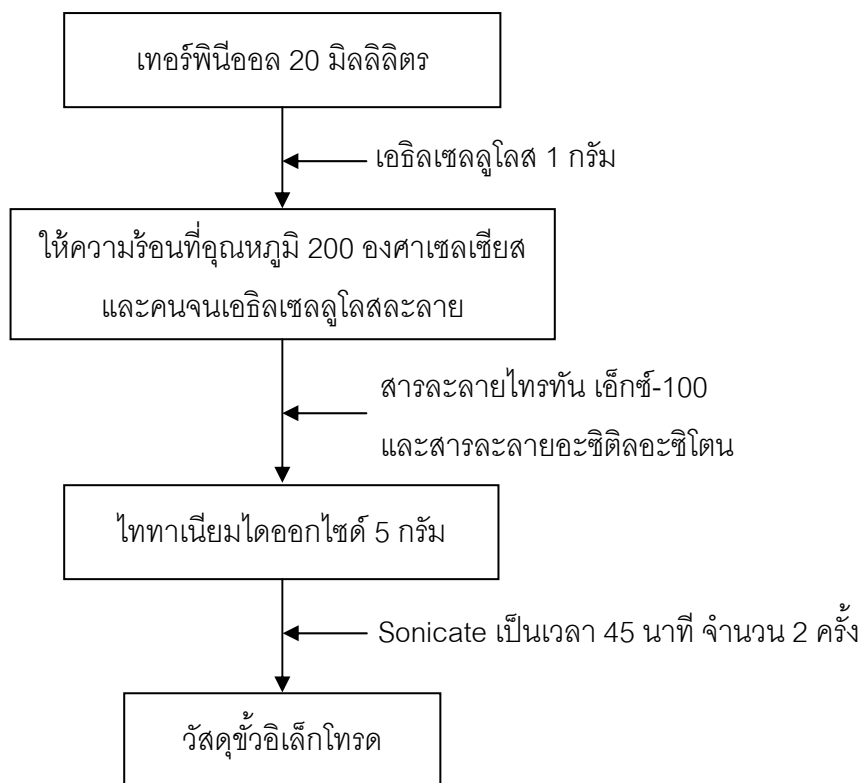 เทอร์พินีออล 20 มิลลิลิตร
เอธิลเซลลูโลส 1 กรัม
ให้ความร้อนที่อุณหภูมิ 200 องศาเซลเซียส
และคนจนเอธิลเซลลูโลสละลาย
สารละลายไทรทัน เอ็กซ์-100
และสารละลายอะซิติลอะซิโตน
ไททาเนียมไดออกไซด์ 5 กรัม
Sonicate เป็นเวลา 45 นาที จำนวน 2 ครั้ง
วัสดุขั้วอิเล็กโทรด